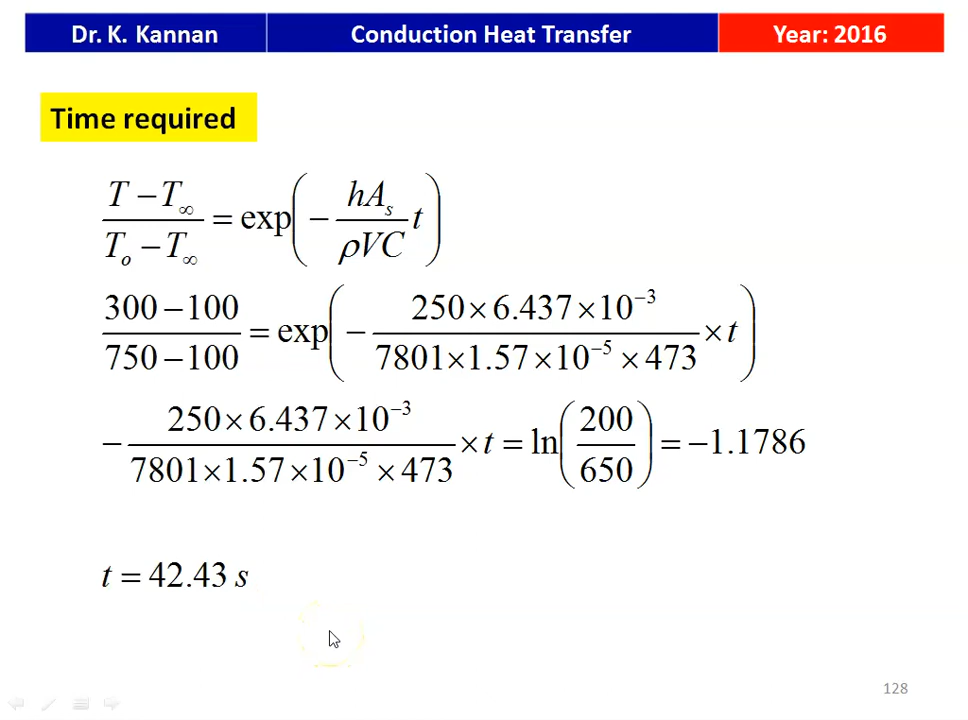 Dr. K. Kannan Conduction Heat Transfer Year: 2016
Time required
(T − T∞)/(Tₒ − T∞) = exp(− (hAₛ)/(ρVC) t)
(300 − 100)/(750 − 100) = exp(− (250 × 6.437 × 10⁻³)/(7801 × 1.57 × 10⁻⁵ × 473) × t)
− (250 × 6.437 × 10⁻³)/(7801 × 1.57 × 10⁻⁵ × 473) × t = ln(200/650) = −1.1786
t = 42.43 s
128